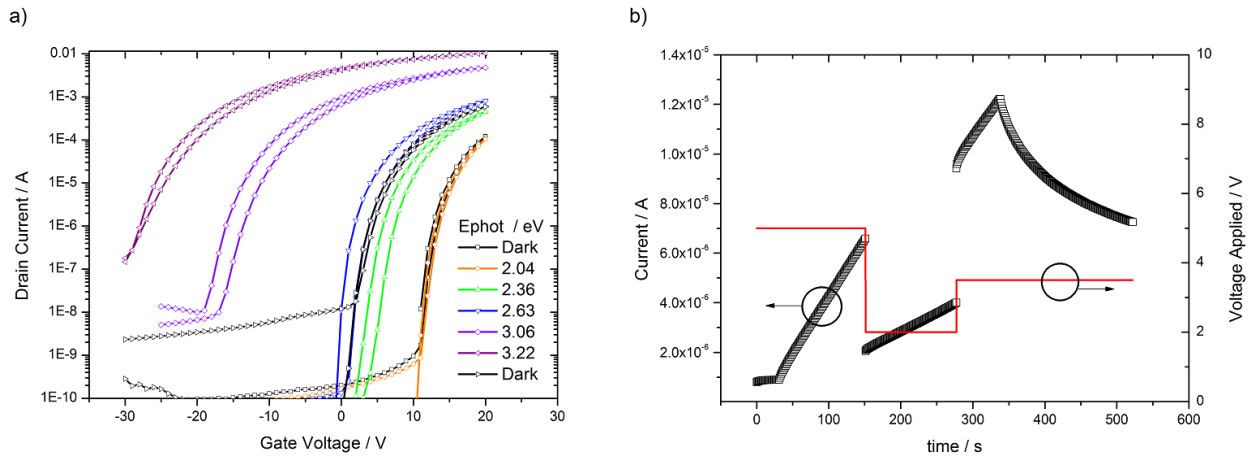 a)
0.01
1E-3
1E-4
1E-5
1E-6
1E-7
1E-8
1E-9
1E-10
Drain Current / A
-30
-20
-10
0
10
20
30
Gate Voltage / V
Ephot / eV
Dark
2.04
2.36
2.63
3.06
3.22
Dark
b)
1.4x10⁻⁵
1.2x10⁻⁵
1.0x10⁻⁵
8.0x10⁻⁶
6.0x10⁻⁶
4.0x10⁻⁶
2.0x10⁻⁶
Current / A
0
100
200
300
400
500
600
time / s
10
8
6
4
2
0
Voltage Applied / V